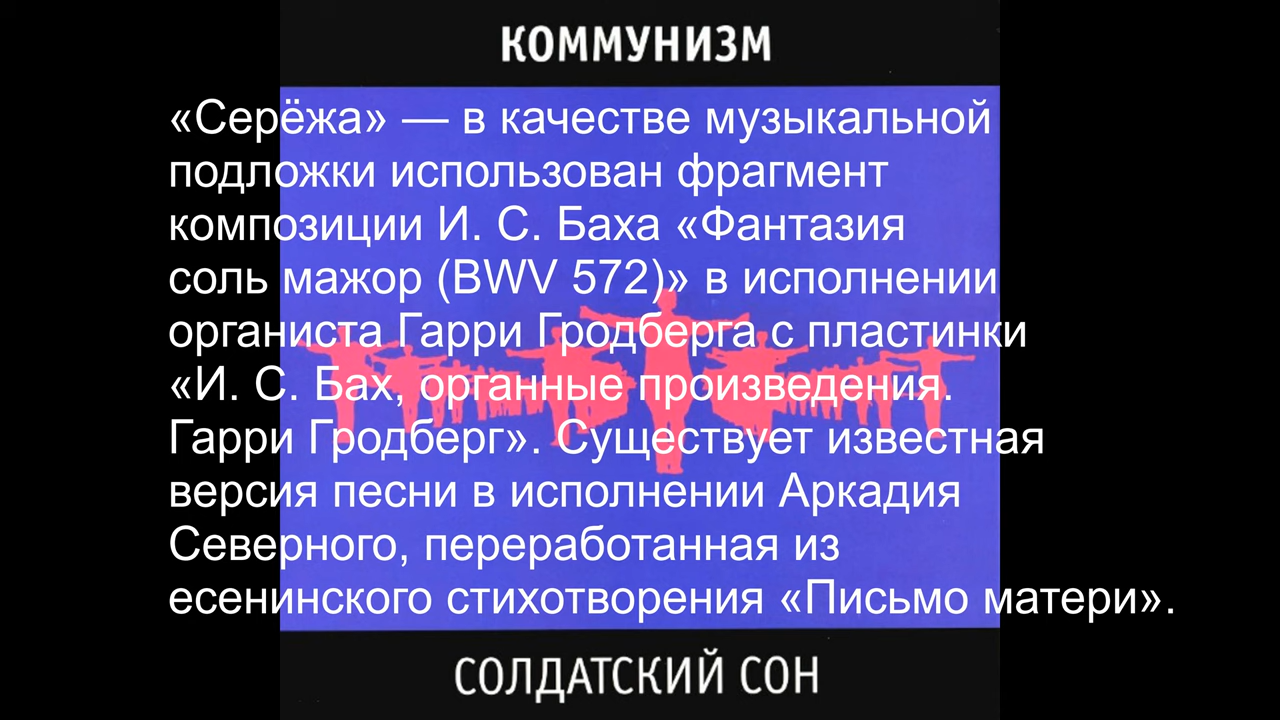 КОММУНИЗМ
«Серёжа» — в качестве музыкальной
подложки использован фрагмент
композиции И. С. Баха «Фантазия
соль мажор (BWV 572)» в исполнении
органиста Гарри Гродберга с пластинки
«И. С. Бах, органные произведения.
Гарри Гродберг». Существует известная
версия песни в исполнении Аркадия
Северного, переработанная из
есенинского стихотворения «Письмо матери».
СОЛДАТСКИЙ СОН